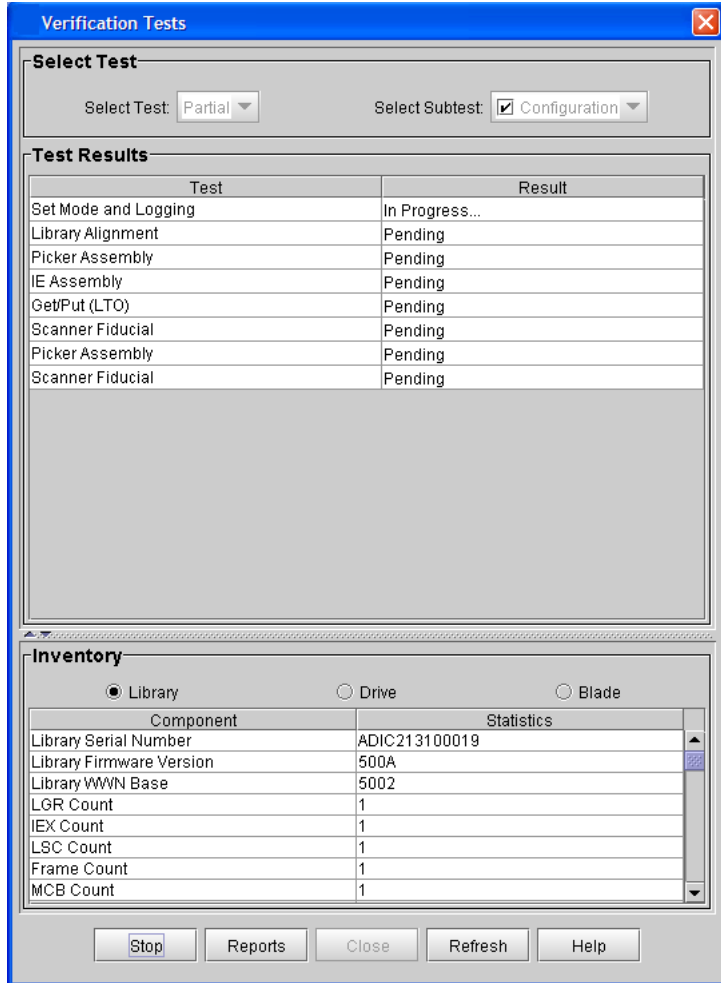 Verification Tests
Select Test
Select Test: Partial Select Subtest: Configuration
Test Results
Test Result
Set Mode and Logging In Progress...
Library Alignment Pending
Picker Assembly Pending
IE Assembly Pending
Get/Put (LTO) Pending
Scanner Fiducial Pending
Picker Assembly Pending
Scanner Fiducial Pending
Inventory
Library Drive Blade
Component Statistics
Library Serial Number ADIC213100019
Library Firmware Version 500A
Library WWN Base 5002
LGR Count 1
IEX Count 1
LSC Count 1
Frame Count 1
MCB Count 1
Stop Reports Close Refresh Help